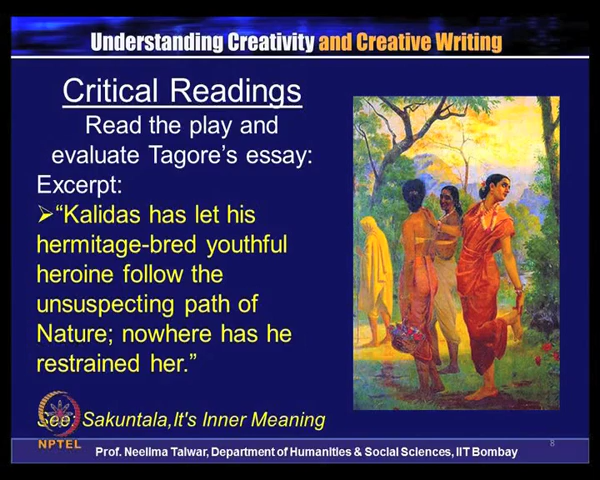 Understanding Creativity and Creative Writing
Critical Readings
Read the play and
evaluate Tagore's essay:
Excerpt:
➢“Kalidas has let his
hermitage-bred youthful
heroine follow the
unsuspecting path of
Nature; nowhere has he
restrained her.”
See: Sakuntala,It's Inner Meaning
NPTEL
8
Prof. Neelima Talwar, Department of Humanities & Social Sciences, IIT Bombay